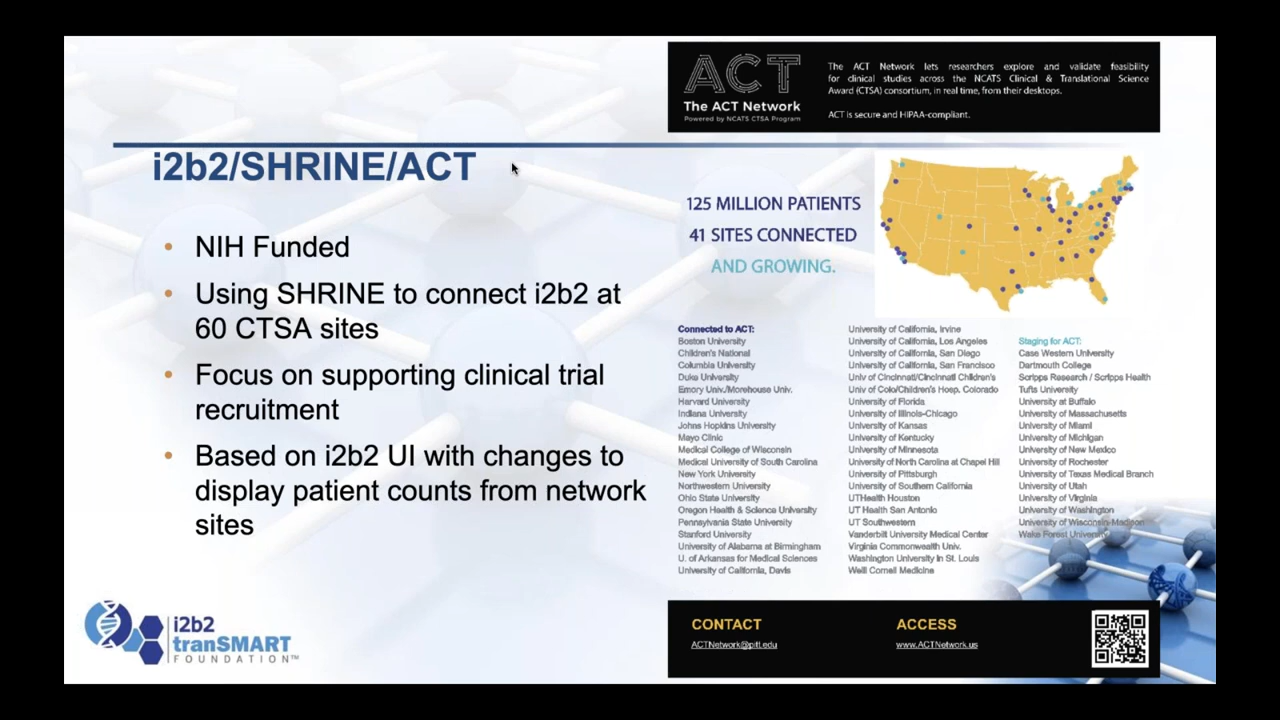 ACT
The ACT Network
Powered by NCATS CTSA Program
The ACT Network lets researchers explore and validate feasibility
for clinical studies across the NCATS Clinical & Translational Science
Award (CTSA) consortium, in real time, from their desktops.
ACT is secure and HIPAA-compliant.
i2b2/SHRINE/ACT
• NIH Funded
• Using SHRINE to connect i2b2 at
60 CTSA sites
• Focus on supporting clinical trial
recruitment
• Based on i2b2 UI with changes to
display patient counts from network
sites
125 MILLION PATIENTS
41 SITES CONNECTED
AND GROWING.
Connected to ACT:
Boston University
Children's National
Columbia University
Duke University
Emory Univ./Morehouse Univ.
Harvard University
Indiana University
Johns Hopkins University
Mayo Clinic
Medical College of Wisconsin
Medical University of South Carolina
New York University
Northwestern University
Ohio State University
Oregon Health & Science University
Pennsylvania State University
Stanford University
University of Alabama at Birmingham
U. of Arkansas for Medical Sciences
University of California, Davis
University of California, Irvine
University of California, Los Angeles
University of California, San Diego
University of California, San Francisco
Univ of Cincinnati/Cincinnati Children's
Univ of Colo/Children's Hosp. Colorado
University of Florida
University of Illinois-Chicago
University of Kansas
University of Kentucky
University of Minnesota
University of North Carolina at Chapel Hill
University of Pittsburgh
University of Southern California
UTHealth Houston
UT Health San Antonio
UT Southwestern
Vanderbilt University Medical Center
Virginia Commonwealth Univ.
Washington University in St. Louis
Weill Cornell Medicine
Staging for ACT:
Case Western University
Dartmouth College
Scripps Research / Scripps Health
Tufts University
University at Buffalo
University of Massachusetts
University of Miami
University of Michigan
University of New Mexico
University of Rochester
University of Texas Medical Branch
University of Utah
University of Virginia
University of Washington
University of Wisconsin-Madison
Wake Forest University
i2b2
tranSMART
FOUNDATION™
CONTACT
ACTNetwork@pitt.edu
ACCESS
www.ACTNetwork.us